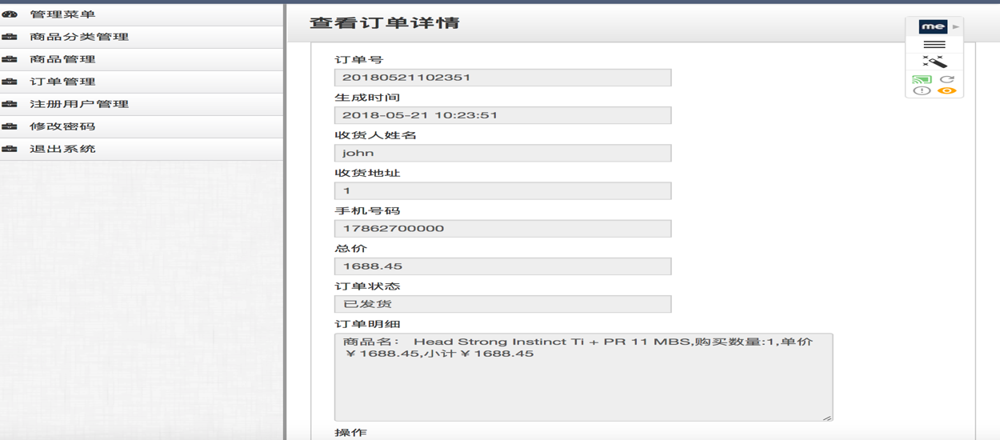 管理菜单
商品分类管理
商品管理
订单管理
注册用户管理
修改密码
退出系统
查看订单详情
me
订单号
20180521102351
生成时间
2018-05-21 10:23:51
收货人姓名
john
收货地址
1
手机号码
17862700000
总价
1688.45
订单状态
已发货
订单明细
商品名： Head Strong Instinct Ti + PR 11 MBS,购买数量:1,单价
￥1688.45,小计￥1688.45
操作